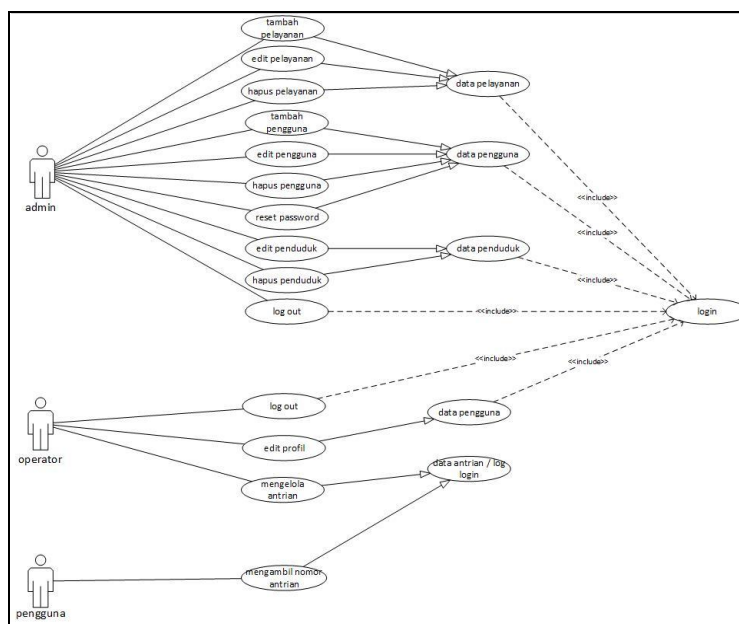 tambah
pelayanan
edit pelayanan
hapus pelayanan
data pelayanan
tambah
pengguna
edit pengguna
data pengguna
hapus pengguna
reset password
admin
edit penduduk
data penduduk
hapus penduduk
log out
<<include>>
<<include>>
<<include>>
<<include>>
login
<<include>>
<<include>>
log out
data pengguna
operator
edit profil
mengelola
antrian
data antrian / log
login
mengambil nomor
antrian
pengguna